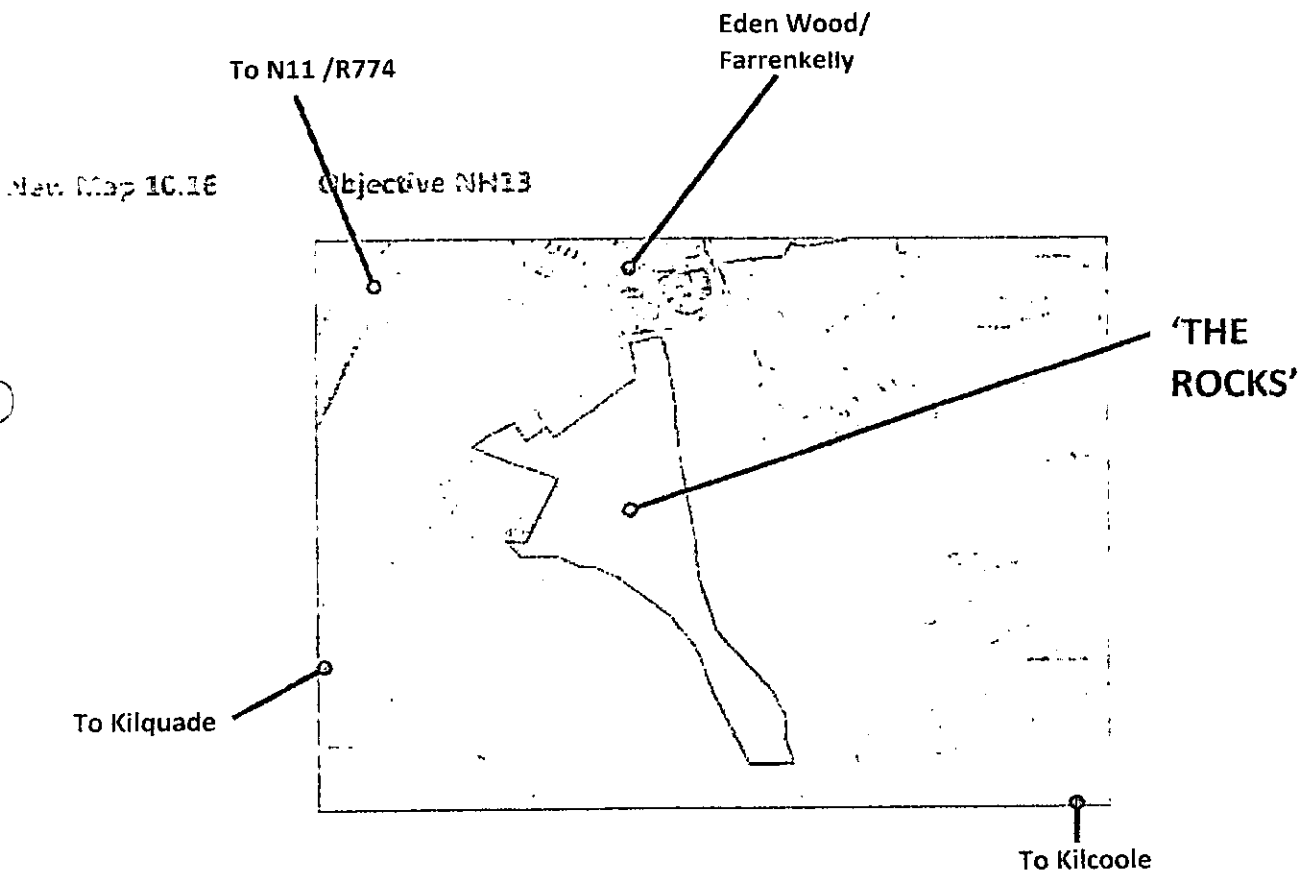 Eden Wood/
Farrenkelly
To N11 /R774
Map 10.16
Objective NH13
'THE
ROCKS'
To Kilquade
To Kilcoole